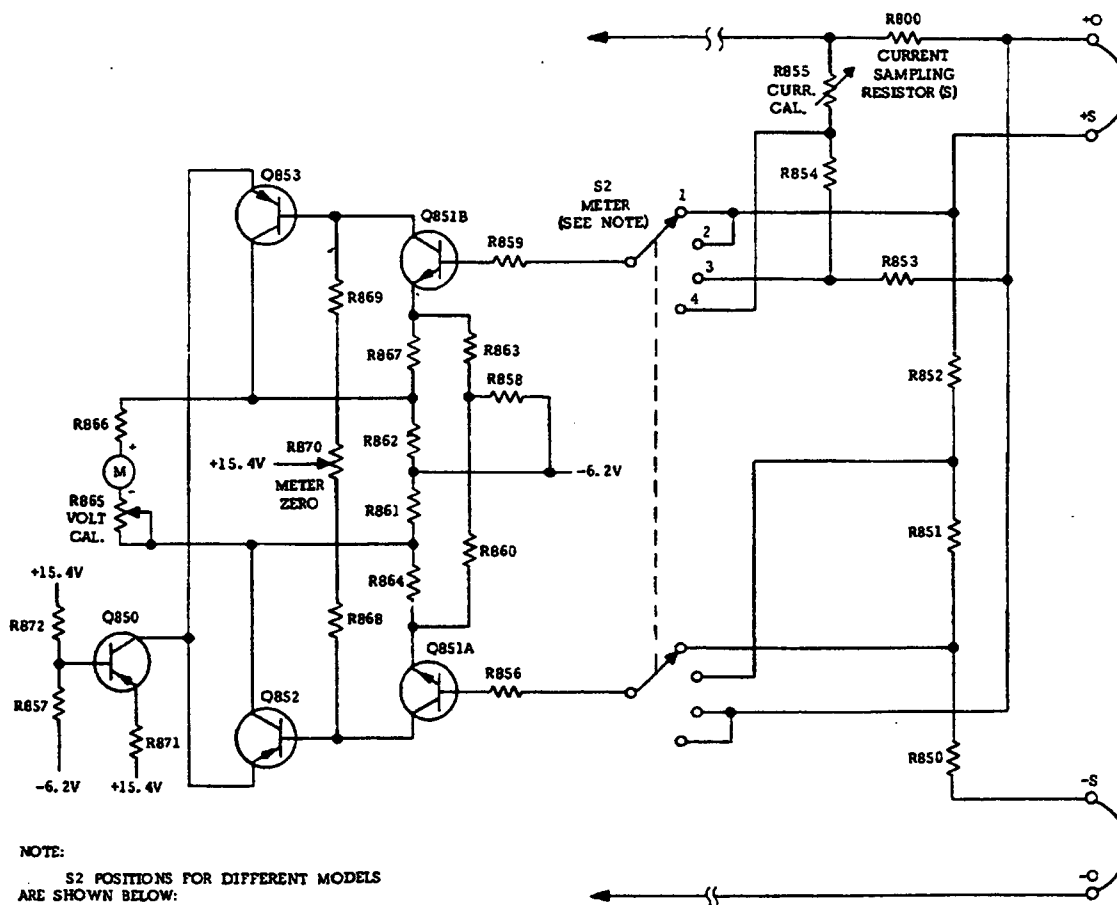 R800
+O
CURRENT
SAMPLING
RESISTOR(S)
R855
CURR.
CAL.
+S
Q853
S2
METER
(SEE NOTE)
R854
Q851B
R859
1
2
3
4
R853
R869
R867
R863
R858
R852
R866
+
M
-
R865
VOLT
CAL.
R862
R870
+15.4V
METER
ZERO
-6.2V
R861
R851
R860
R864
+15.4V
R872
Q850
R868
Q851A
R856
R857
Q852
R871
R850
-6.2V
+15.4V
-S
NOTE:
S2 POSITIONS FOR DIFFERENT MODELS
ARE SHOWN BELOW:
-O